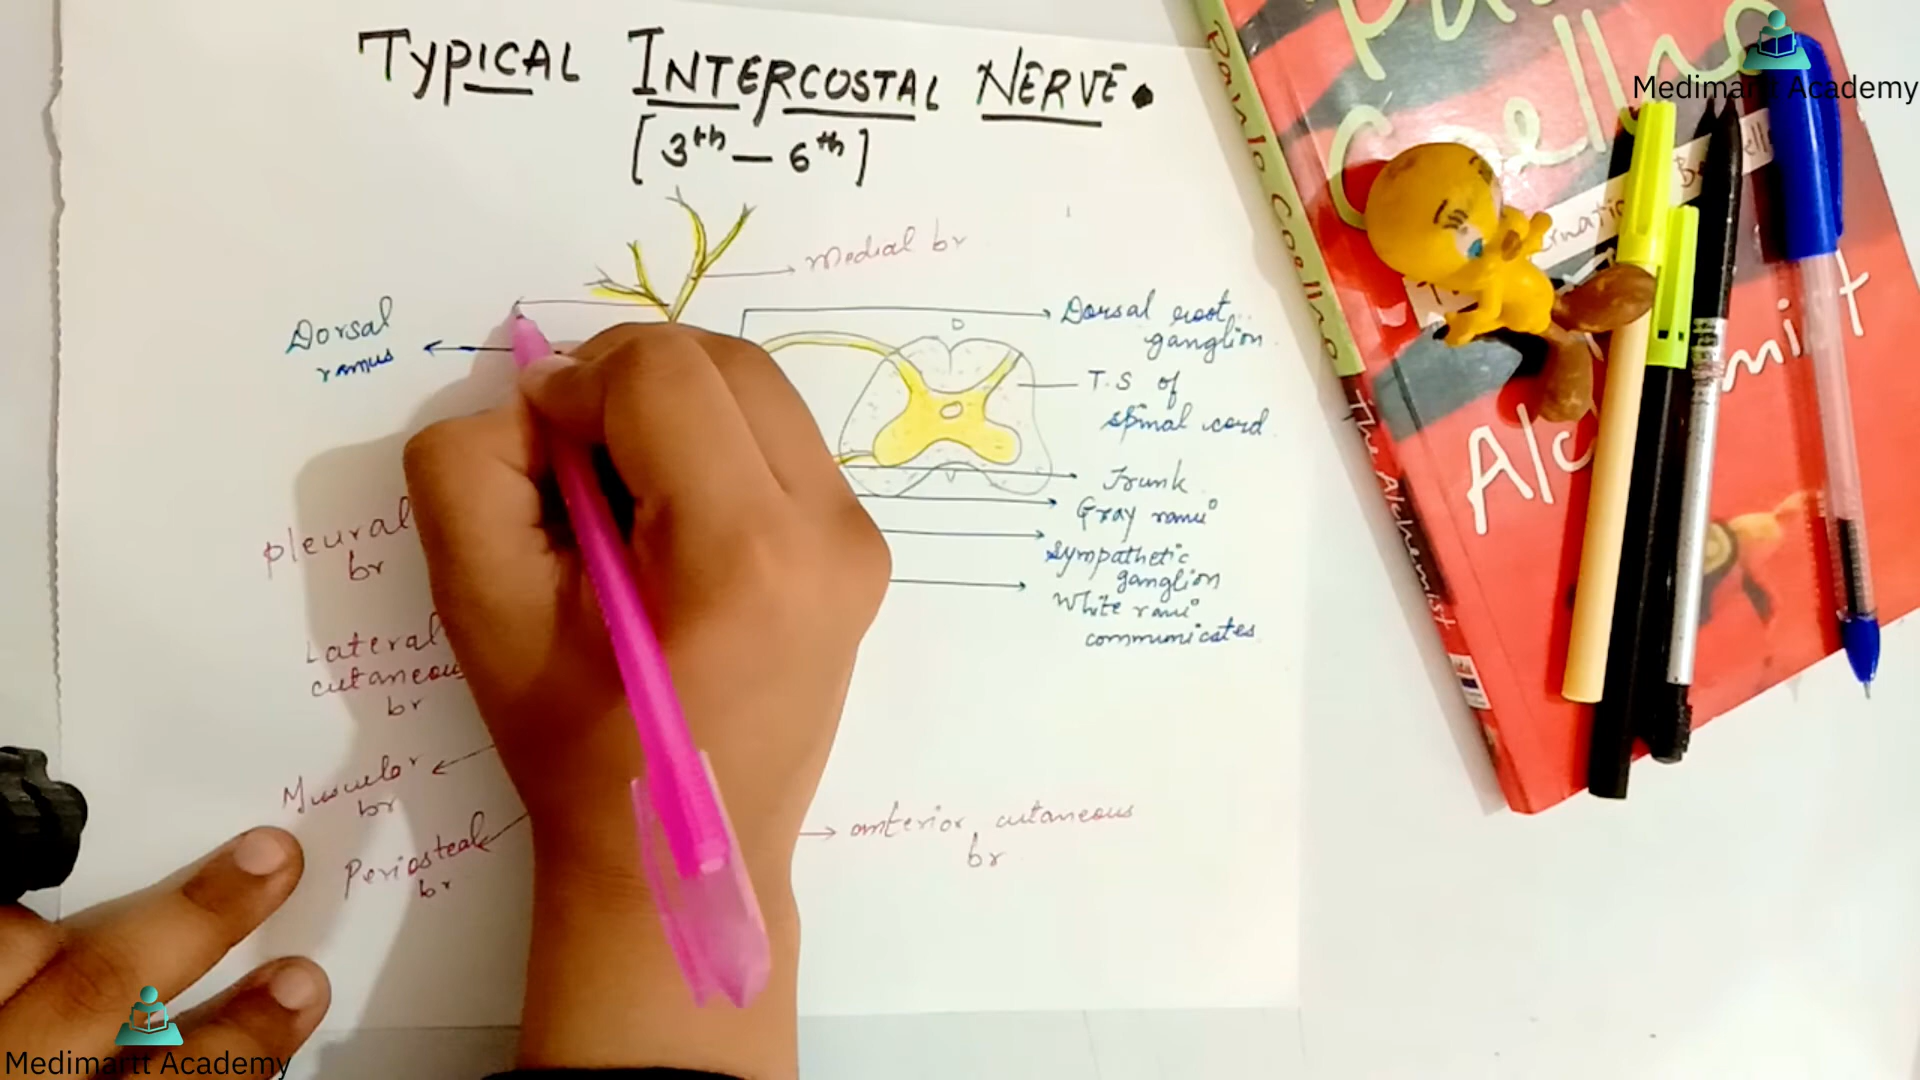 TYPICAL INTERCOSTAL NERVE.
[3th – 6th]
Medial br
Dorsal
ramus
Dorsal root
ganglion
D
T.S of
spinal cord
V
Trunk
Gray rami
Sympathetic
ganglion
White rami
communicates
pleural
br
Lateral
cutaneous
br
Muscular
br
Periosteal
br
anterior cutaneous
br
Paulo Coelho
The Alchemist
Coelho
Medimartt Academy
Medimartt Academy